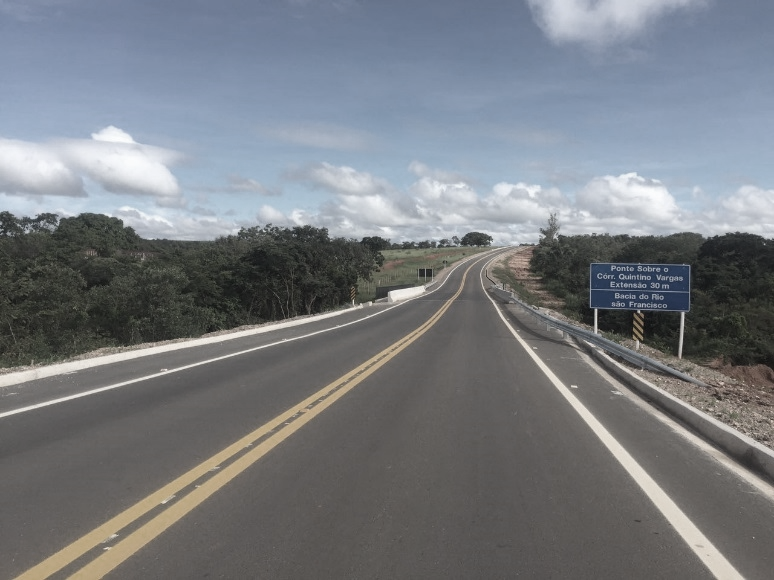 Ponte Sobre o
Córr. Quintino Vargas
Extensão 30 m
Bacia do Rio
são Francisco